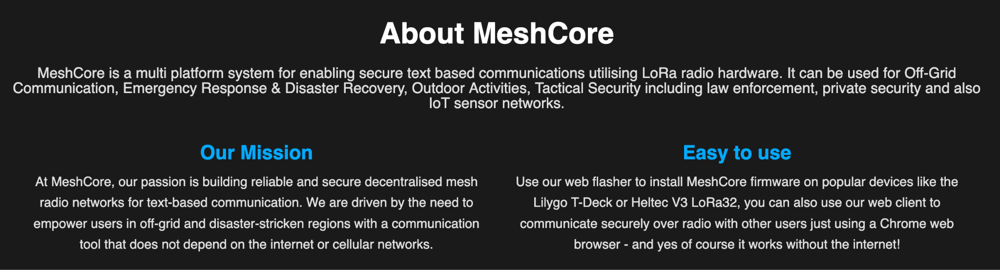 About MeshCore
MeshCore is a multi platform system for enabling secure text based communications utilising LoRa radio hardware. It can be used for Off-Grid
Communication, Emergency Response & Disaster Recovery, Outdoor Activities, Tactical Security including law enforcement, private security and also
IoT sensor networks.
Our Mission
At MeshCore, our passion is building reliable and secure decentralised mesh
radio networks for text-based communication. We are driven by the need to
empower users in off-grid and disaster-stricken regions with a communication
tool that does not depend on the internet or cellular networks.
Easy to use
Use our web flasher to install MeshCore firmware on popular devices like the
Lilygo T-Deck or Heltec V3 LoRa32, you can also use our web client to
communicate securely over radio with other users just using a Chrome web
browser - and yes of course it works without the internet!